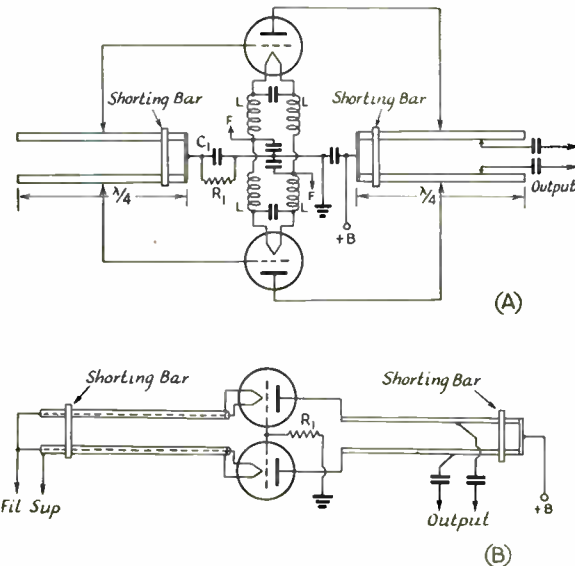 Shorting Bar
Shorting Bar
L
L
F
C1
R1
λ/4
L
L
F
+B
λ/4
Output
(A)
Shorting Bar
Shorting Bar
R1
Fil Sup
Output
+B
(B)